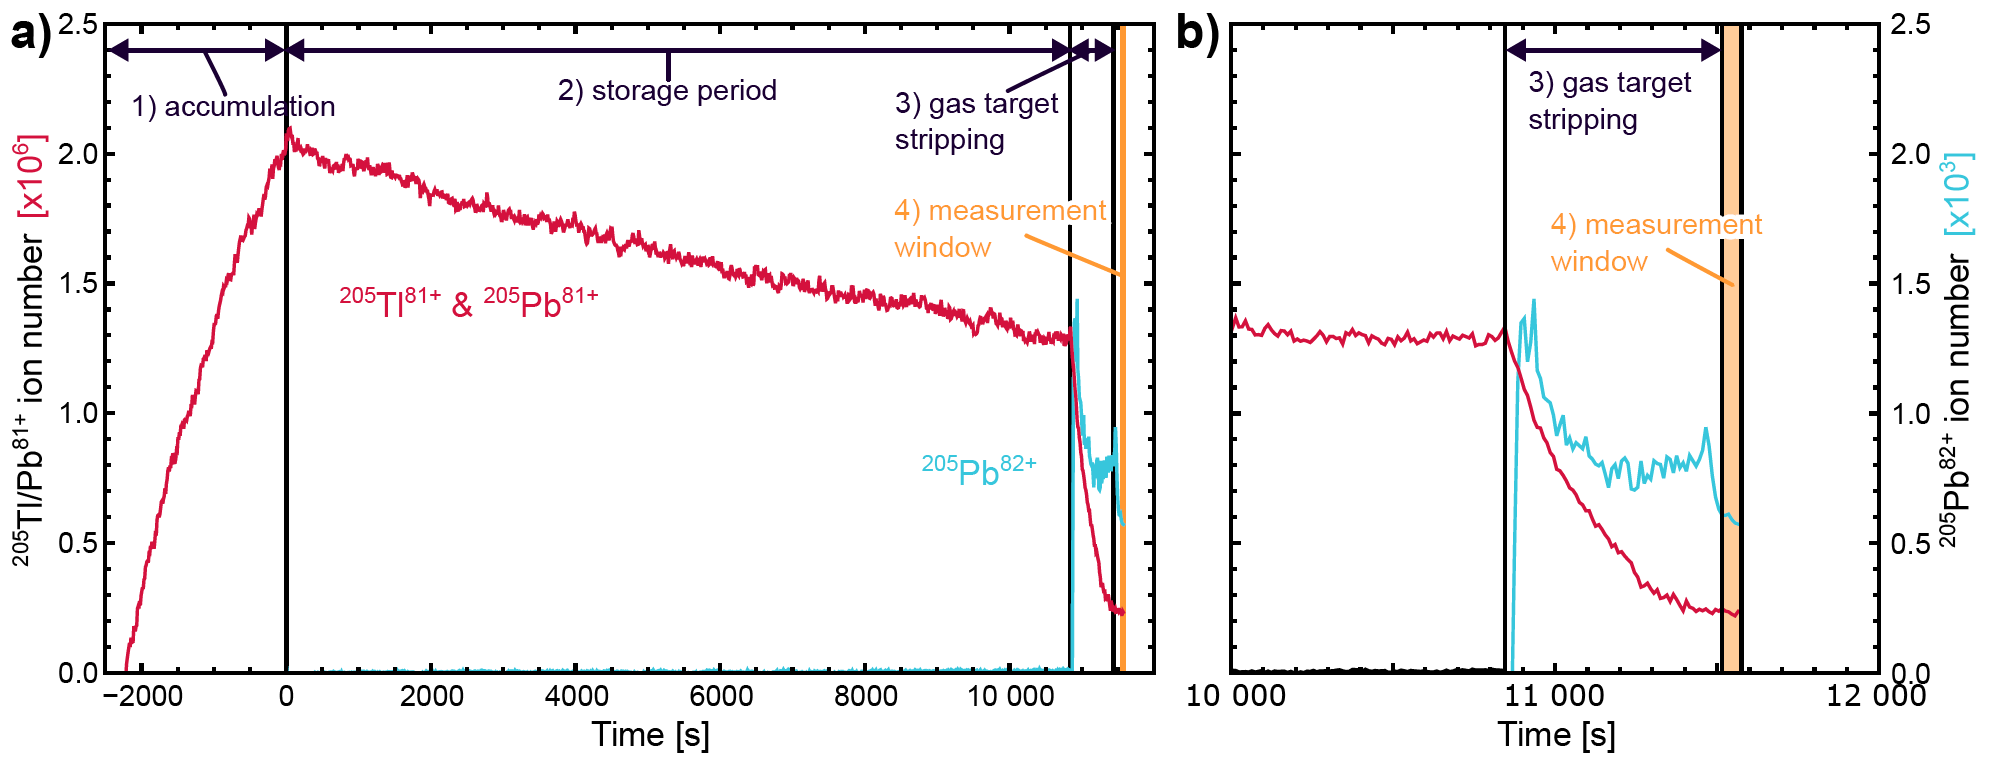 a)
2.5
2.0
1.5
1.0
0.5
0.0
²⁰⁵Tl/Pb⁸¹⁺ ion number [x10⁶]
1) accumulation
2) storage period
3) gas target
stripping
4) measurement
window
²⁰⁵Tl⁸¹⁺ & ²⁰⁵Pb⁸¹⁺
²⁰⁵Pb⁸²⁺
−2000
0
2000
4000
6000
8000
10 000
Time [s]
b)
3) gas target
stripping
4) measurement
window
10 000
11 000
12 000
Time [s]
2.5
2.0
1.5
1.0
0.5
0.0
²⁰⁵Pb⁸²⁺ ion number [x10³]